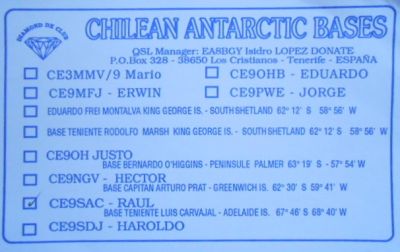 DIAMOND DX CLUB
CHILEAN ANTARCTIC BASES
QSL Manager: EA8BGY Isidro LOPEZ DONATE
P.O.Box 328 - 38650 Los Cristianos - Tenerife - ESPAÑA
CE3MMV/9 Mario
CE9OHB - EDUARDO
CE9MFJ - ERWIN
CE9PWE - JORGE
EDUARDO FREI MONTALVA KING GEORGE IS. - SOUTH SHETLAND 62° 12' S 58° 56' W
BASE TENIENTE RODOLFO MARSH KING GEORGE IS. - SOUTH SHETLAND 62° 12' S 58° 56' W
CE9OH JUSTO
BASE BERNARDO O'HIGGINS - PENINSULE PALMER 63° 19' S - 57° 54' W
CE9NGV - HECTOR
BASE CAPITAN ARTURO PRAT - GREENWICH IS. 62° 30' S 59° 41' W
CE9SAC - RAUL
BASE TENIENTE LUIS CARVAJAL - ADELAIDE IS. 67° 46' S 68° 40' W
CE9SDJ - HAROLDO